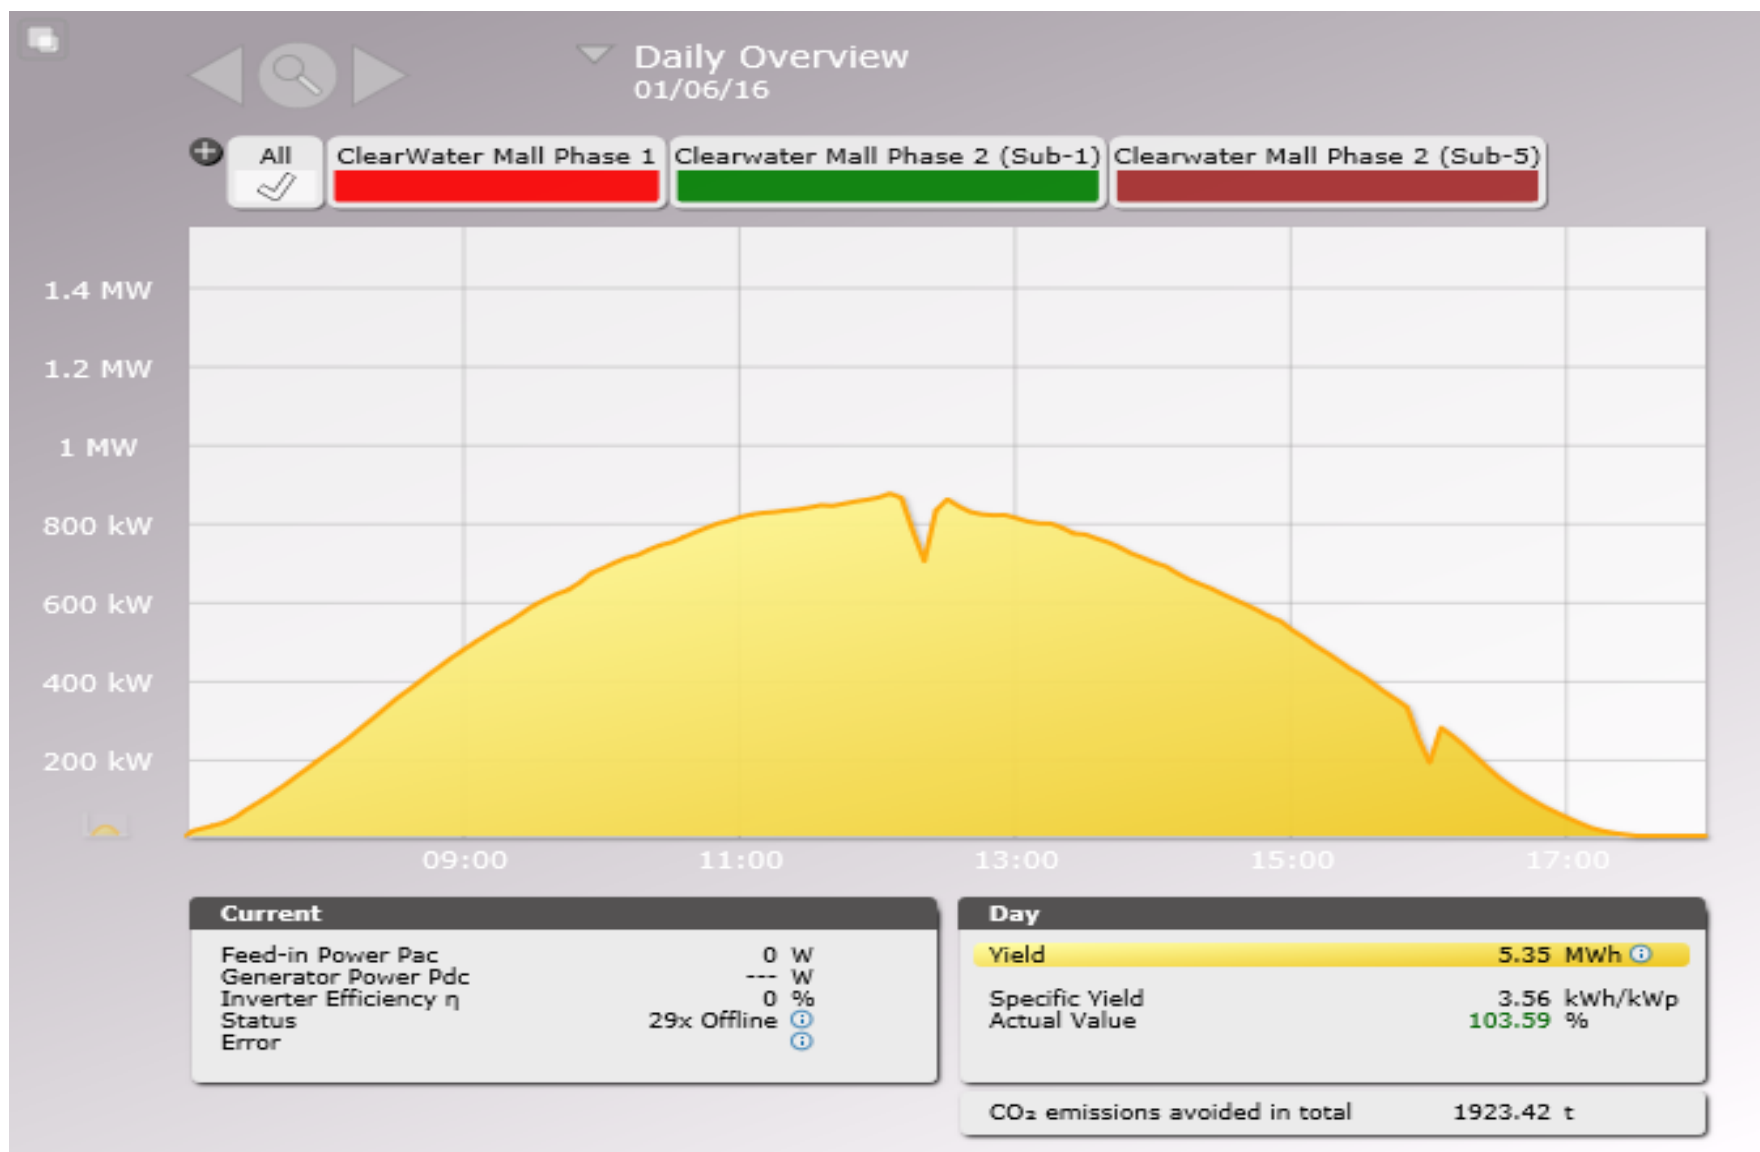 Daily Overview
01/06/16
All
ClearWater Mall Phase 1
Clearwater Mall Phase 2 (Sub-1)
Clearwater Mall Phase 2 (Sub-5)
1.4 MW
1.2 MW
1 MW
800 kW
600 kW
400 kW
200 kW
09:00 11:00 13:00 15:00 17:00
Current
Feed-in Power Pac 0 W
Generator Power Pdc --- W
Inverter Efficiency η 0 %
Status 29x Offline
Error
Day
Yield 5.35 MWh
Specific Yield 3.56 kWh/kWp
Actual Value 103.59 %
CO₂ emissions avoided in total 1923.42 t